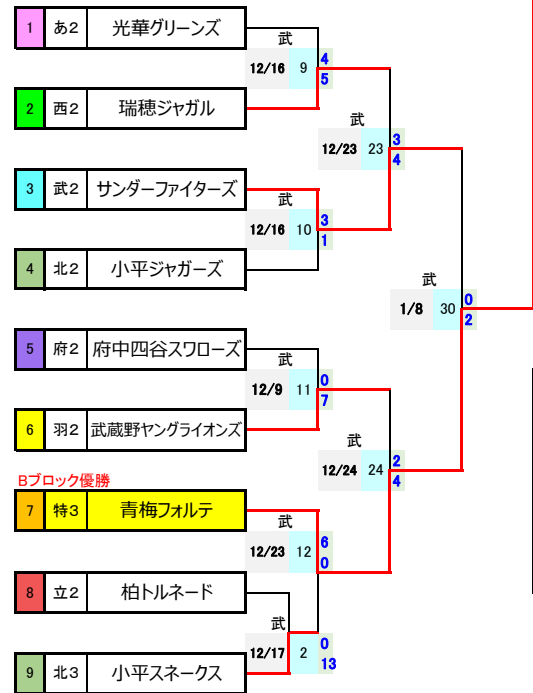 1 あ2 光華グリーンズ
武
12/16 9 4
5
2 西2 瑞穂ジャガル
武
12/23 23 3
4
3 武2 サンダーファイターズ
武
12/16 10 3
1
4 北2 小平ジャガーズ
武
1/8 30 0
2
5 府2 府中四谷スワローズ
武
12/9 11 0
7
6 羽2 武蔵野ヤングライオンズ
武
12/24 24 2
4
Bブロック優勝
7 特3 青梅フォルテ
武
12/23 12 6
0
8 立2 柏トルネード
武
12/17 2 0
13
9 北3 小平スネークス